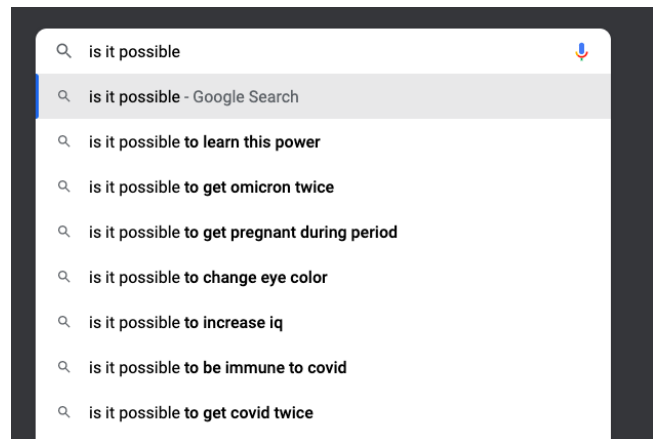 is it possible
is it possible - Google Search
is it possible to learn this power
is it possible to get omicron twice
is it possible to get pregnant during period
is it possible to change eye color
is it possible to increase iq
is it possible to be immune to covid
is it possible to get covid twice